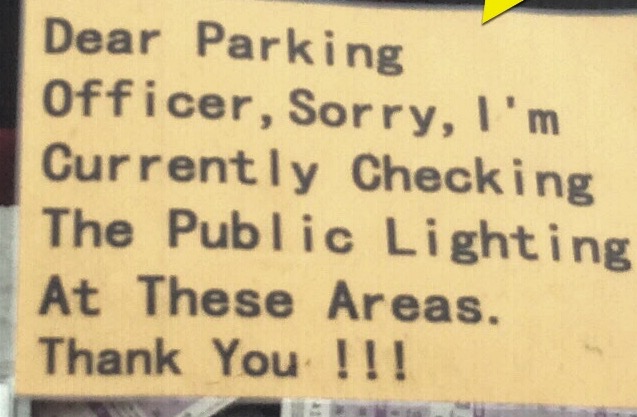 Dear Parking
Officer, Sorry, I'm
Currently Checking
The Public Lighting
At These Areas.
Thank You !!!